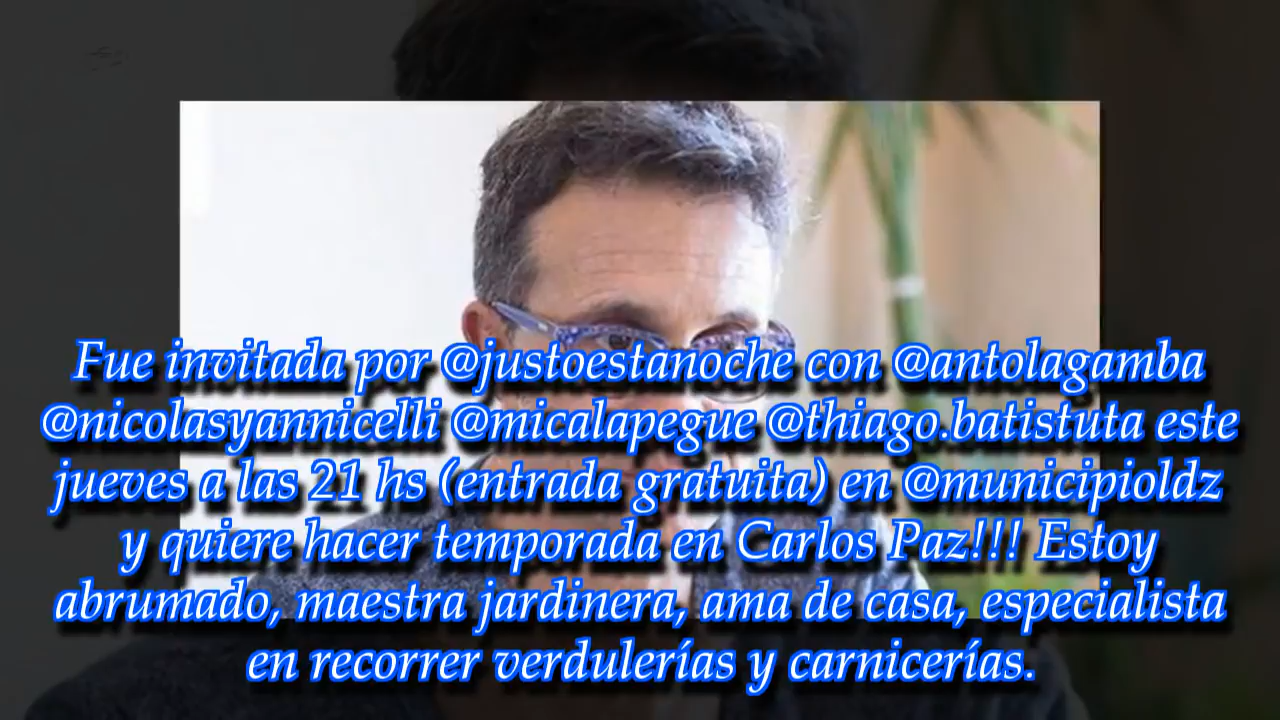 Fue invitada por @justoestanoche con @antolagamba
@nicolasyannicelli @micalapegue @thiago.batistuta este
jueves a las 21 hs (entrada gratuita) en @municipioldz
y quiere hacer temporada en Carlos Paz!!! Estoy
abrumado, maestra jardinera, ama de casa, especialista
en recorrer verdulerías y carnicerías.